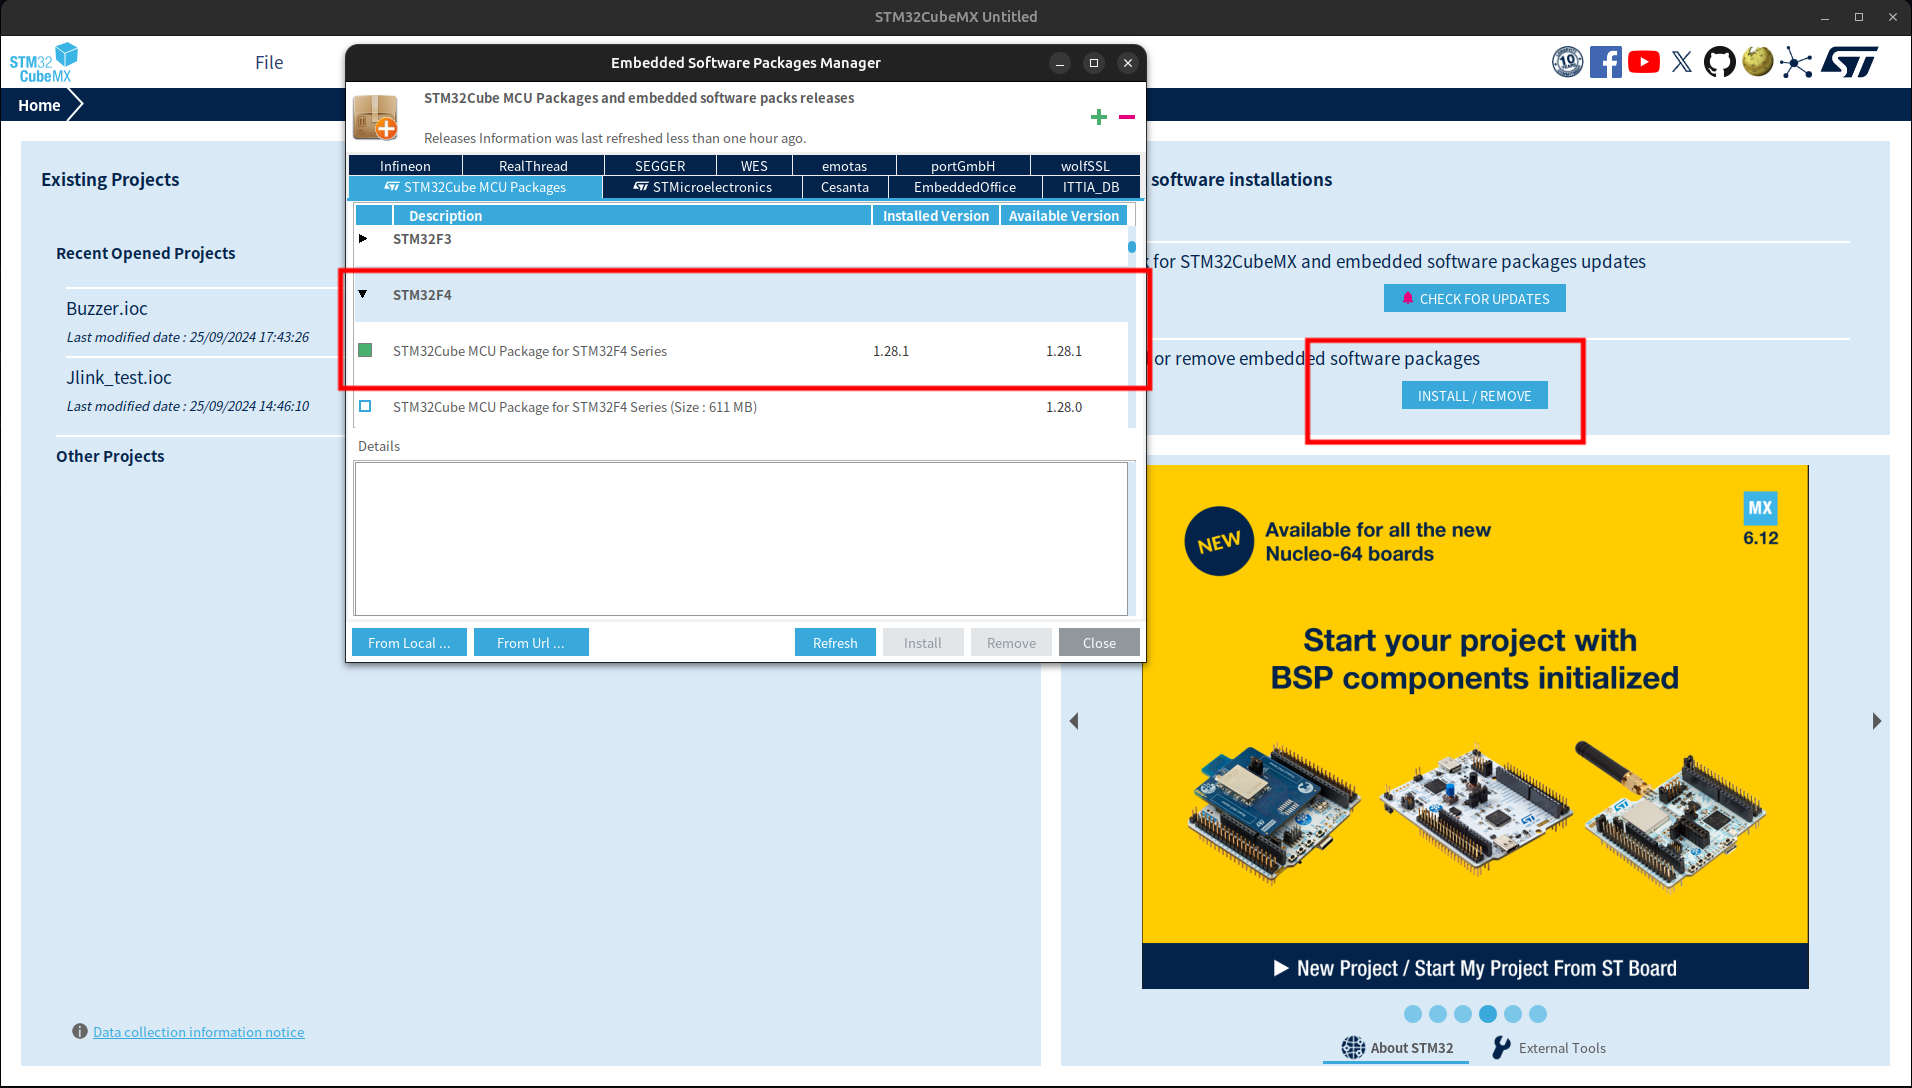 STM32CubeMX Untitled
STM32
CubeMX
File
10
Home
Embedded Software Packages Manager
STM32Cube MCU Packages and embedded software packs releases
Releases Information was last refreshed less than one hour ago.
Infineon RealThread SEGGER WES emotas portGmbH wolfSSL
STM32Cube MCU Packages STMicroelectronics Cesanta EmbeddedOffice ITTIA_DB
Description Installed Version Available Version
STM32F3
STM32F4
STM32Cube MCU Package for STM32F4 Series 1.28.1 1.28.1
STM32Cube MCU Package for STM32F4 Series (Size : 611 MB) 1.28.0
Details
From Local ... From Url ... Refresh Install Remove Close
Existing Projects
Recent Opened Projects
Buzzer.ioc
Last modified date : 25/09/2024 17:43:26
Jlink_test.ioc
Last modified date : 25/09/2024 14:46:10
Other Projects
Data collection information notice
software installations
for STM32CubeMX and embedded software packages updates
CHECK FOR UPDATES
or remove embedded software packages
INSTALL / REMOVE
NEW
Available for all the new
Nucleo-64 boards
MX
6.12
Start your project with
BSP components initialized
New Project / Start My Project From ST Board
About STM32
External Tools